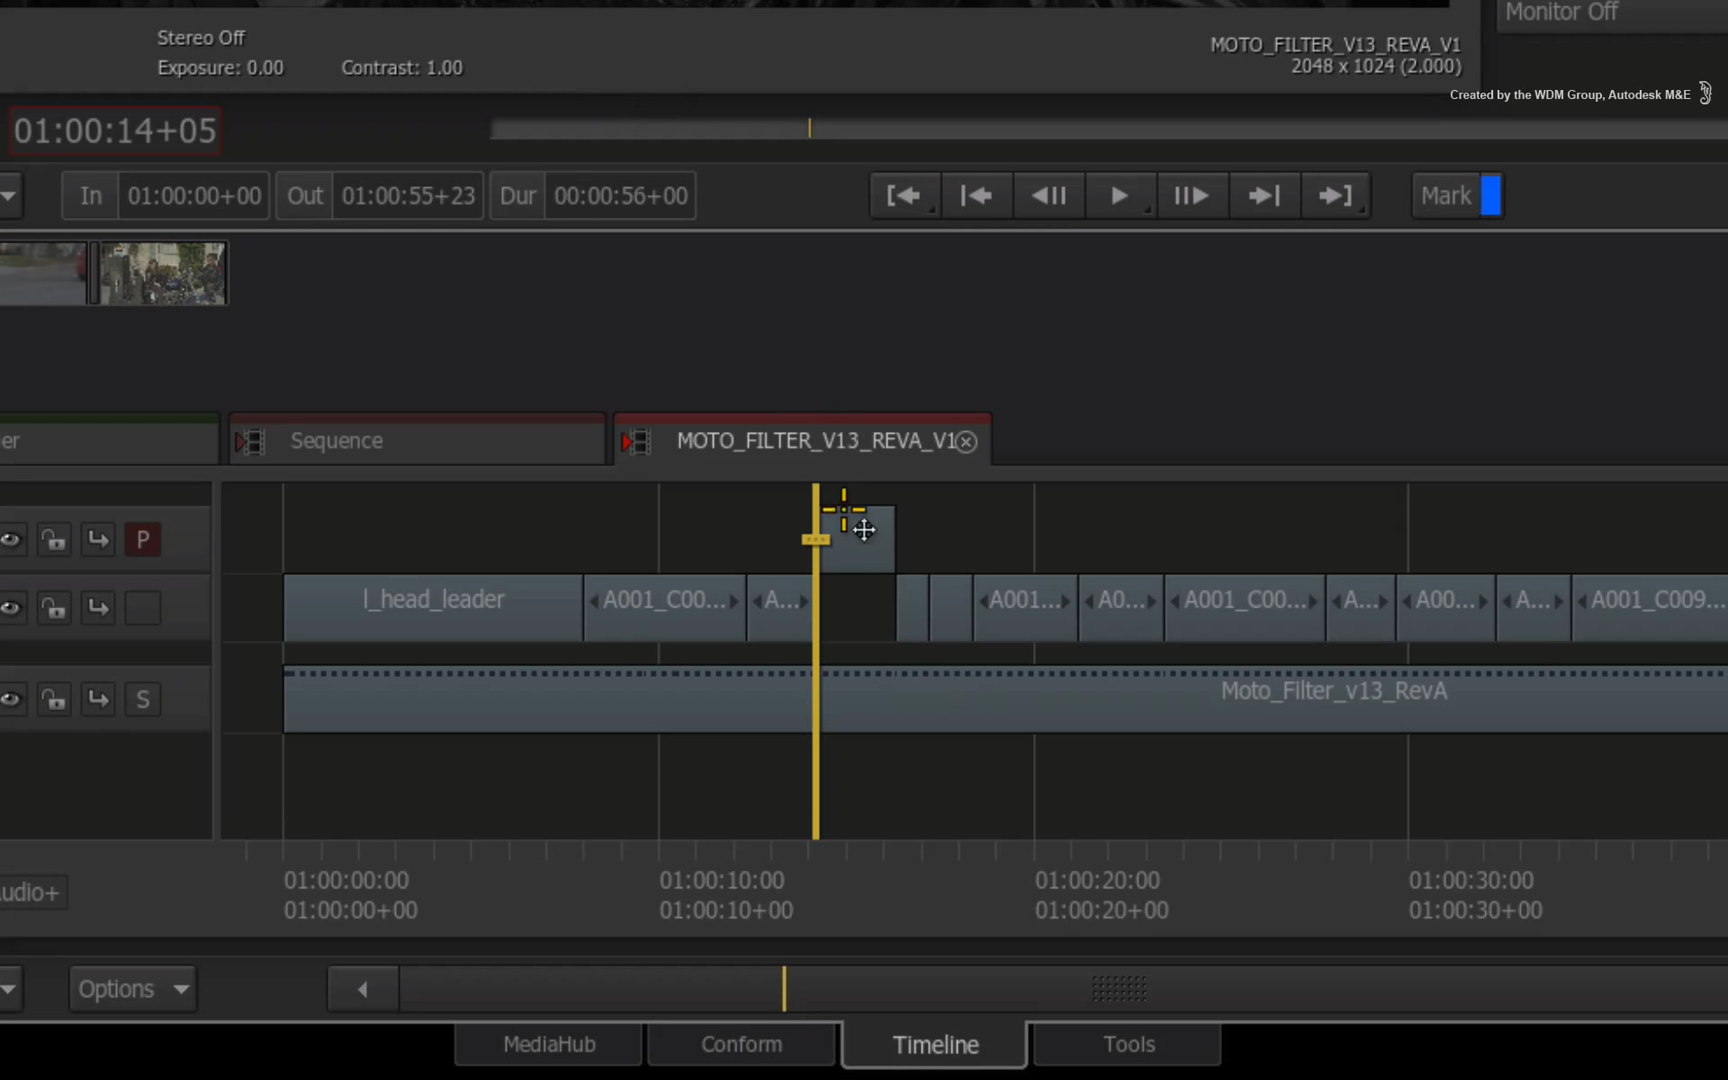 Monitor Off
Stereo Off
Exposure: 0.00 Contrast: 1.00
MOTO_FILTER_V13_REVA_V1
2048 x 1024 (2.000)
Created by the WDM Group, Autodesk M&E
01:00:14+05
In 01:00:00+00 Out 01:00:55+23 Dur 00:00:56+00
Mark
er
Sequence
MOTO_FILTER_V13_REVA_V1
P
l_head_leader A001_C00... A... A001... A0... A001_C00... A... A00... A... A001_C009...
S
Moto_Filter_v13_RevA
01:00:00:00 01:00:10:00 01:00:20:00 01:00:30:00
01:00:00+00 01:00:10+00 01:00:20+00 01:00:30+00
udio+
Options
MediaHub Conform Timeline Tools